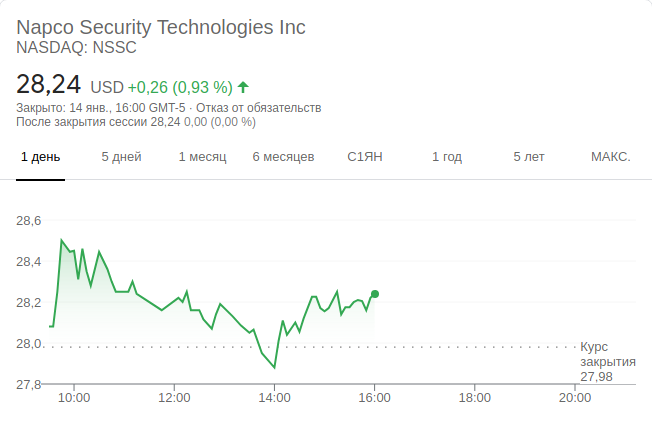 Napco Security Technologies Inc
NASDAQ: NSSC
28,24 USD +0,26 (0,93 %)
Закрыто: 14 янв., 16:00 GMT-5 · Отказ от обязательств
После закрытия сессии 28,24 0,00 (0,00 %)
1 день 5 дней 1 месяц 6 месяцев С1ЯН 1 год 5 лет МАКС.
28,6
28,4
28,2
28,0
27,8
Курс
закрытия
27,98
10:00 12:00 14:00 16:00 18:00 20:00